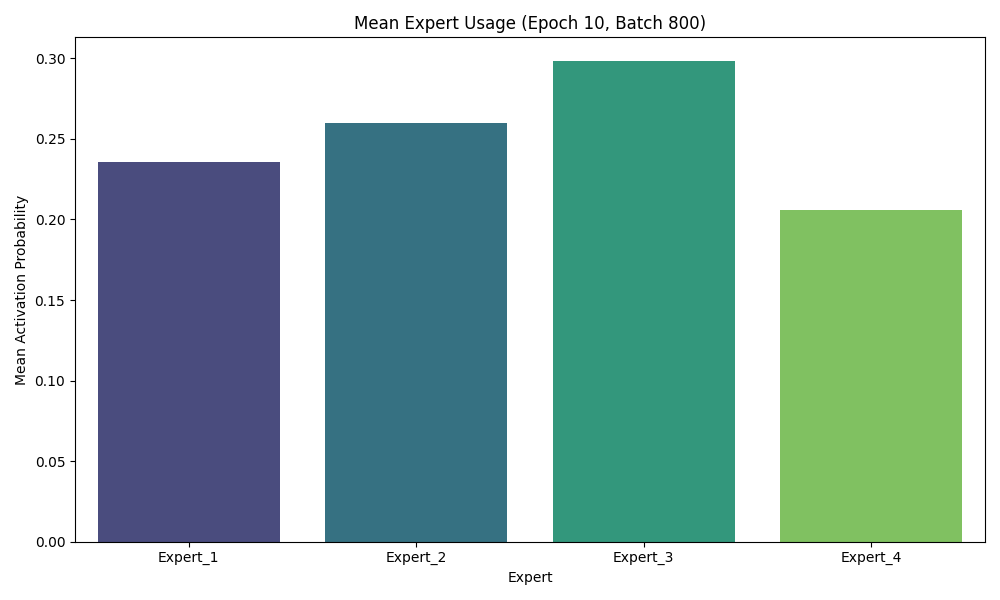 Mean Expert Usage (Epoch 10, Batch 800)
Mean Activation Probability
0.30
0.25
0.20
0.15
0.10
0.05
0.00
Expert_1
Expert_2
Expert_3
Expert_4
Expert